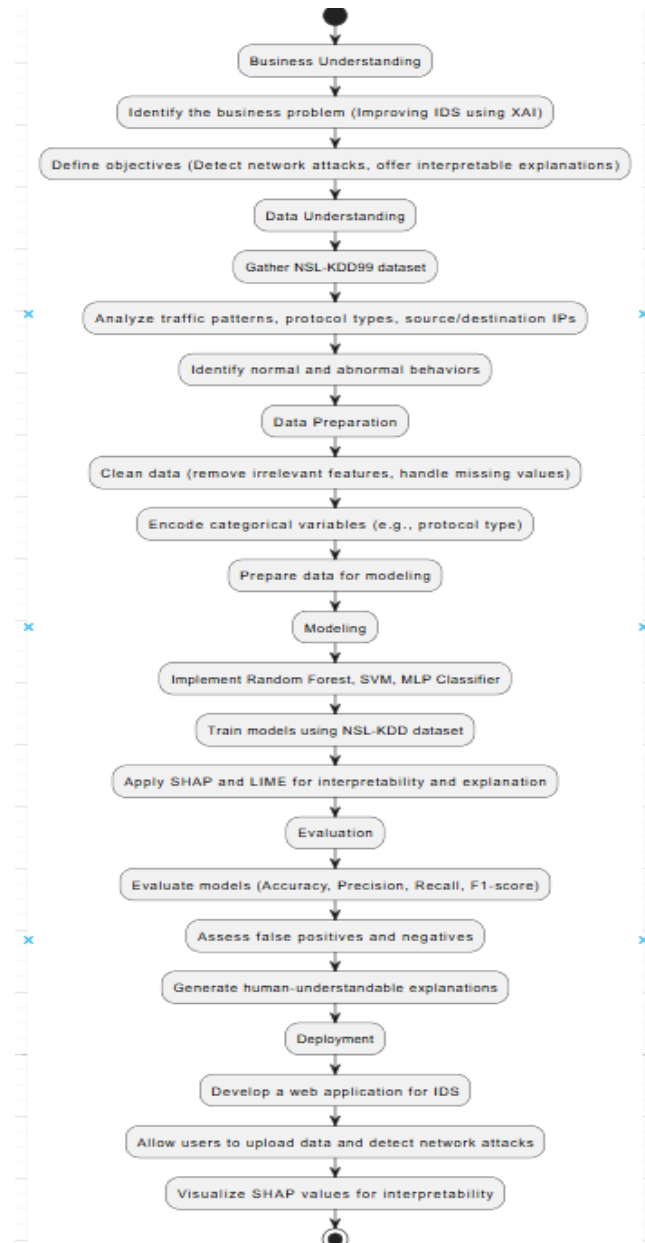 Business Understanding
Identify the business problem (Improving IDS using XAI)
Define objectives (Detect network attacks, offer interpretable explanations)
Data Understanding
Gather NSL-KDD99 dataset
Analyze traffic patterns, protocol types, source/destination IPs
Identify normal and abnormal behaviors
Data Preparation
Clean data (remove irrelevant features, handle missing values)
Encode categorical variables (e.g., protocol type)
Prepare data for modeling
Modeling
Implement Random Forest, SVM, MLP Classifier
Train models using NSL-KDD dataset
Apply SHAP and LIME for interpretability and explanation
Evaluation
Evaluate models (Accuracy, Precision, Recall, F1-score)
Assess false positives and negatives
Generate human-understandable explanations
Deployment
Develop a web application for IDS
Allow users to upload data and detect network attacks
Visualize SHAP values for interpretability